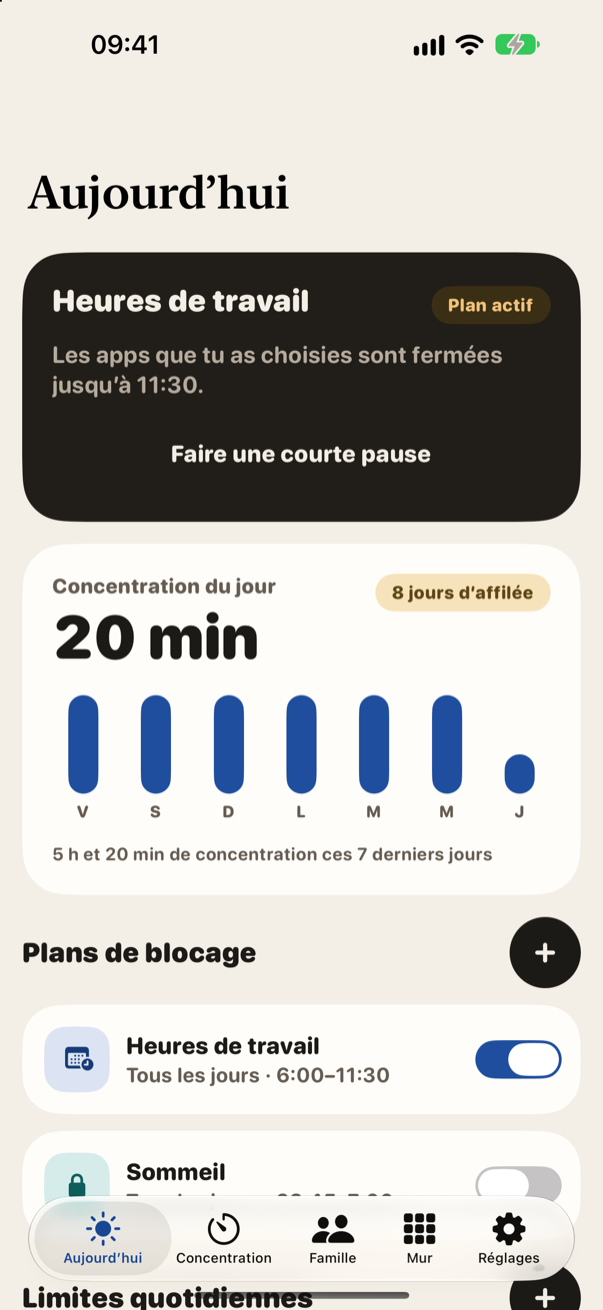 09:41
Aujourd’hui
Heures de travail
Plan actif
Les apps que tu as choisies sont fermées
jusqu’à 11:30.
Faire une courte pause
Concentration du jour
8 jours d’affilée
20 min
V S D L M M J
5 h et 20 min de concentration ces 7 derniers jours
Plans de blocage
Heures de travail
Tous les jours · 6:00–11:30
Sommeil
Aujourd’hui
Concentration
Famille
Mur
Réglages
Limites quotidiennes